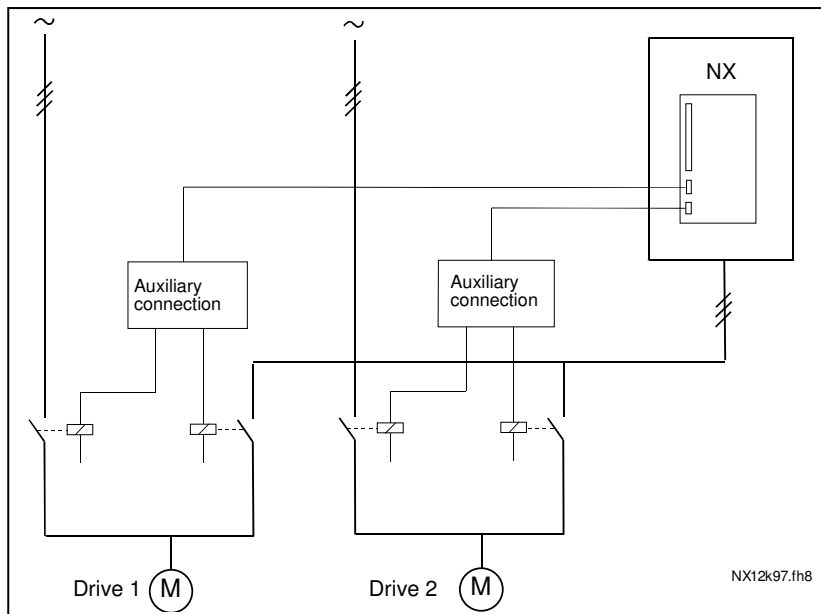 NX
Auxiliary
connection
Auxiliary
connection
Drive 1
M
Drive 2
M
NX12k97.fh8